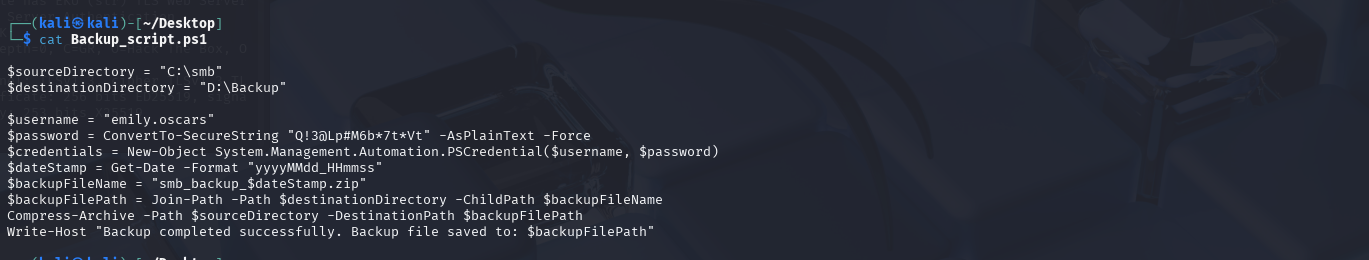 (kali㉿kali)-[~/Desktop]
$ cat Backup_script.ps1
$sourceDirectory = "C:\smb"
$destinationDirectory = "D:\Backup"
$username = "emily.oscars"
$password = ConvertTo-SecureString "Q!3@Lp#M6b*7t*Vt" -AsPlainText -Force
$credentials = New-Object System.Management.Automation.PSCredential($username, $password)
$dateStamp = Get-Date -Format "yyyyMMdd_HHmmss"
$backupFileName = "smb_backup_$dateStamp.zip"
$backupFilePath = Join-Path -Path $destinationDirectory -ChildPath $backupFileName
Compress-Archive -Path $sourceDirectory -DestinationPath $backupFilePath
Write-Host "Backup completed successfully. Backup file saved to: $backupFilePath"